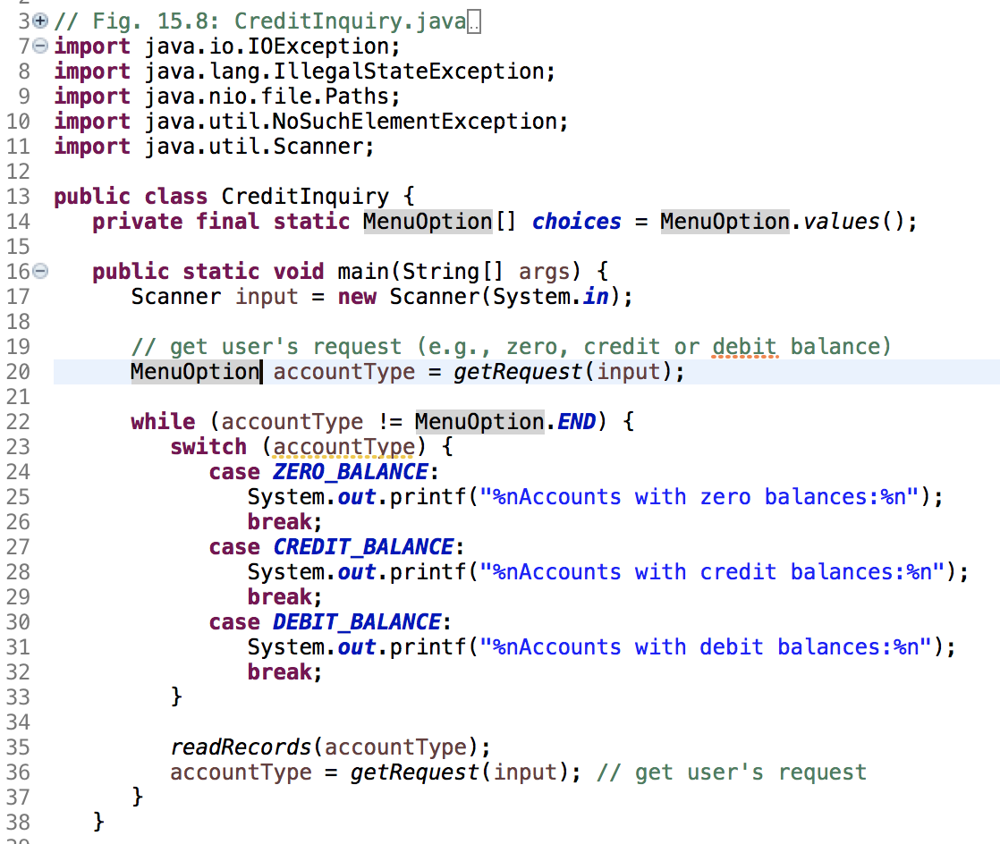 3 // Fig. 15.8: CreditInquiry.java..
7 import java.io.IOException;
8 import java.lang.IllegalStateException;
9 import java.nio.file.Paths;
10 import java.util.NoSuchElementException;
11 import java.util.Scanner;
12
13 public class CreditInquiry {
14    private final static MenuOption[] choices = MenuOption.values();
15
16    public static void main(String[] args) {
17       Scanner input = new Scanner(System.in);
18
19       // get user's request (e.g., zero, credit or debit balance)
20       MenuOption accountType = getRequest(input);
21
22       while (accountType != MenuOption.END) {
23          switch (accountType) {
24             case ZERO_BALANCE:
25                System.out.printf("%nAccounts with zero balances:%n");
26                break;
27             case CREDIT_BALANCE:
28                System.out.printf("%nAccounts with credit balances:%n");
29                break;
30             case DEBIT_BALANCE:
31                System.out.printf("%nAccounts with debit balances:%n");
32                break;
33          }
34
35          readRecords(accountType);
36          accountType = getRequest(input); // get user's request
37       }
38    }